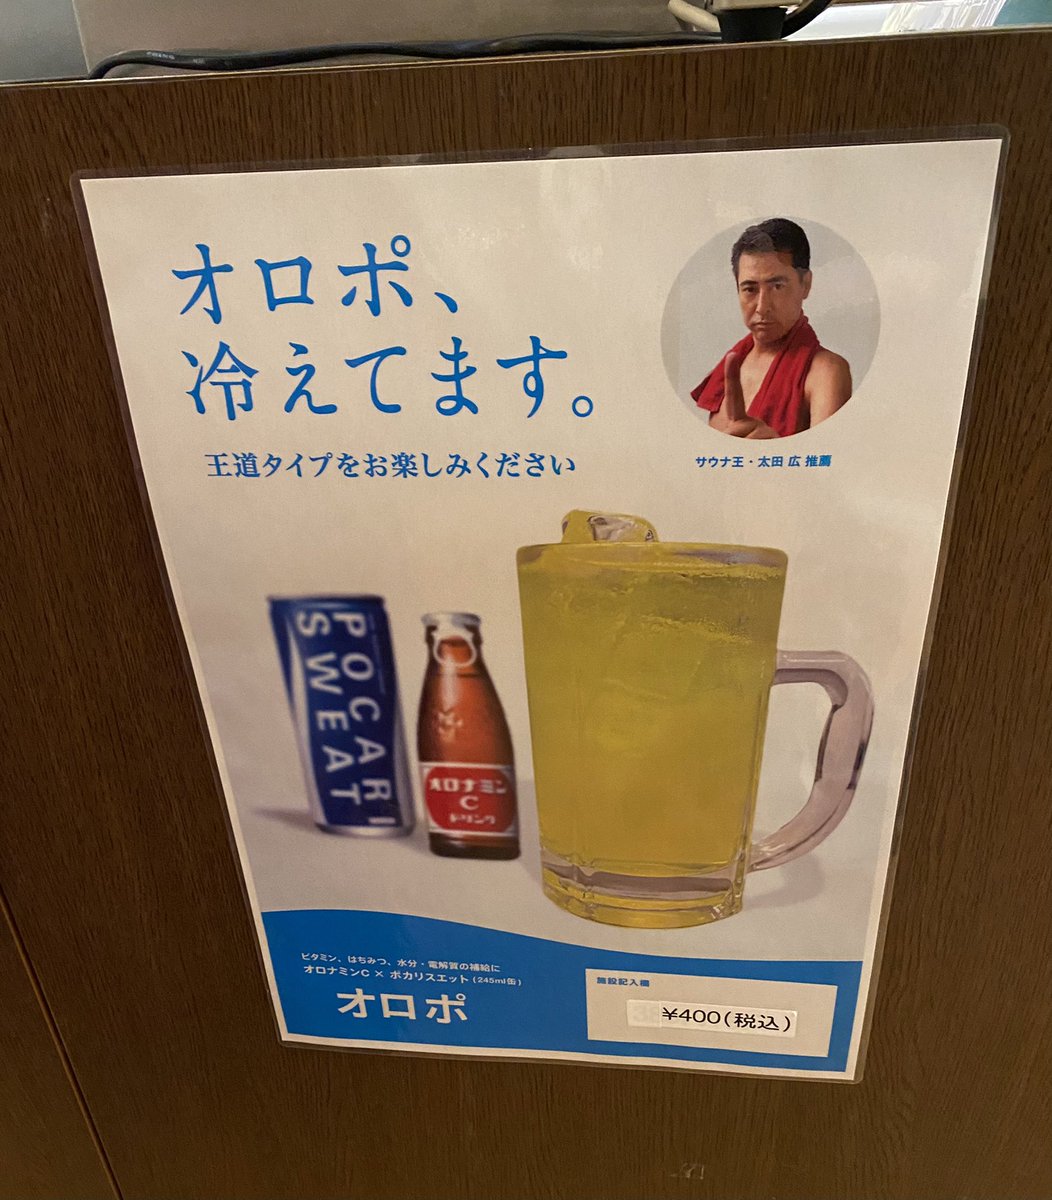 オロポ、
冷えてます。
王道タイプをお楽しみください
サウナ王・太田 広 推薦
POCARI
SWEAT
オロナミン
C
ドリンク
ビタミン、はちみつ、水分・電解質の補給に
オロナミンC × ポカリスエット (245ml缶)
オロポ
施設記入欄
¥400(税込)